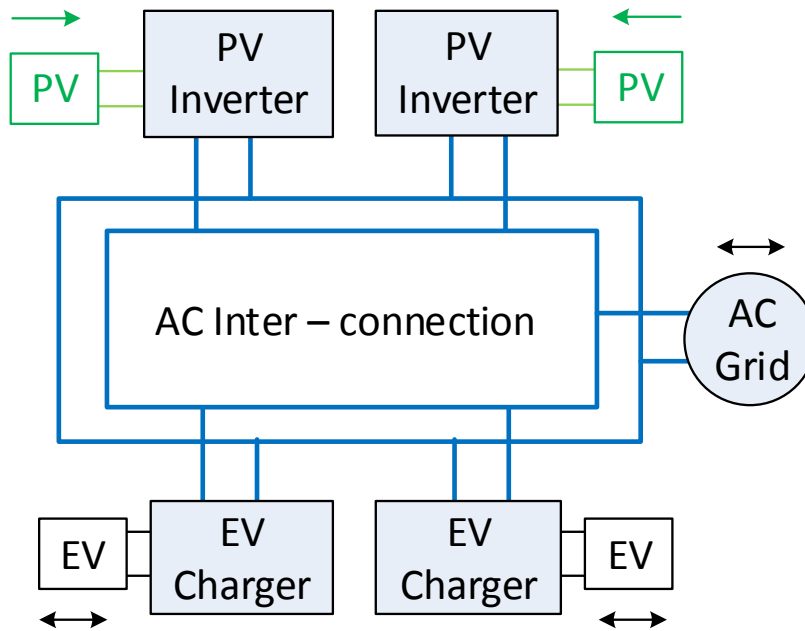 PV
PV
Inverter
PV
Inverter
PV
AC Inter – connection
AC
Grid
EV
EV
Charger
EV
Charger
EV